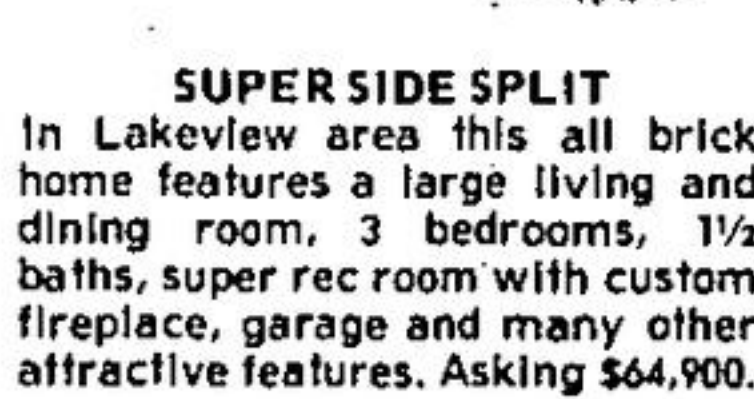 SUPER SIDE SPLIT
In Lakeview area this all brick
home features a large living and
dining room, 3 bedrooms, 1½
baths, super rec room with custom
fireplace, garage and many other
attractive features. Asking $64,900.